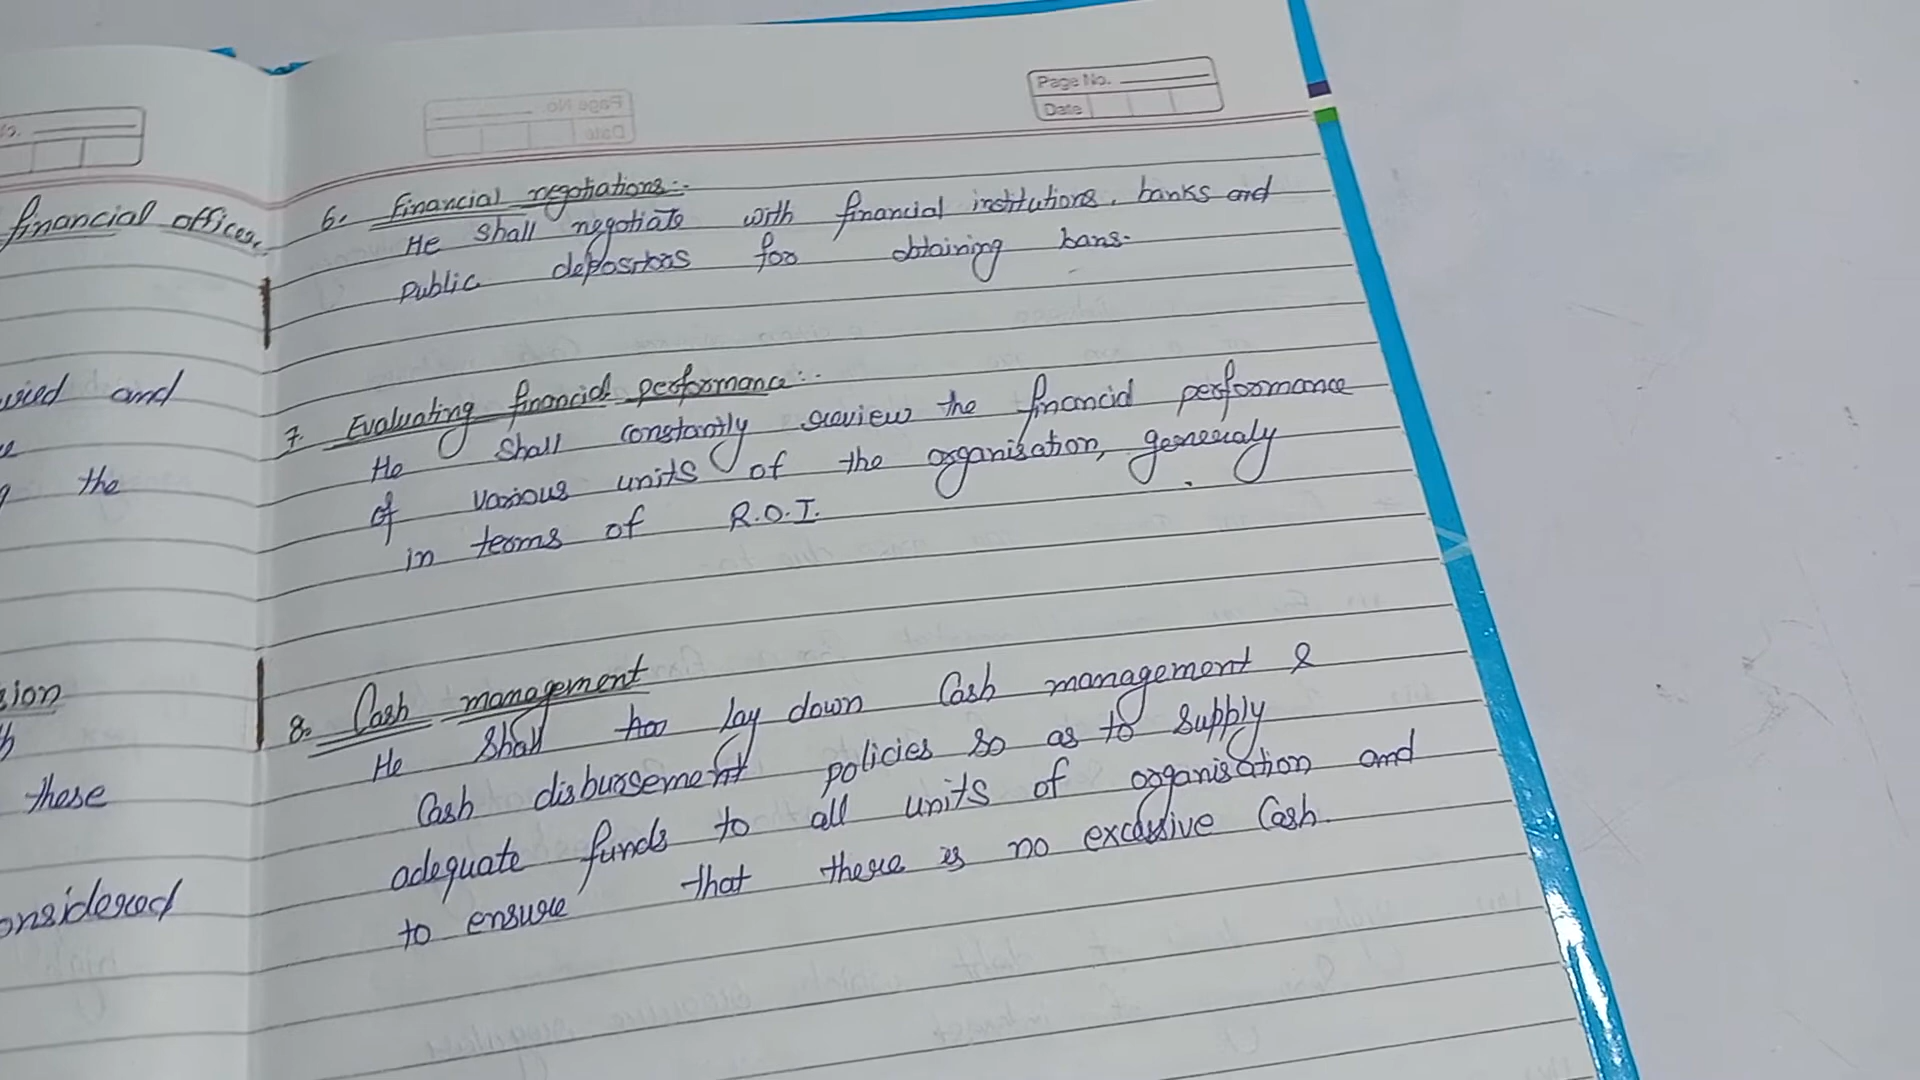 o.
financial officer.
and
the
sion
these
onsidered
Page No.
Date
6. Financial negotiations:-
He shall negotiate with financial institutions, banks and
Public depositors for obtaining loans.
7. Evaluating financial performance:-
He shall constantly review the financial performance
of various units of the organisation, generaly
in terms of R.O.I.
8. Cash management
He shall has lay down Cash management &
Cash disbursement policies so as to supply
adequate funds to all units of organisation and
to ensure that there is no excessive Cash.